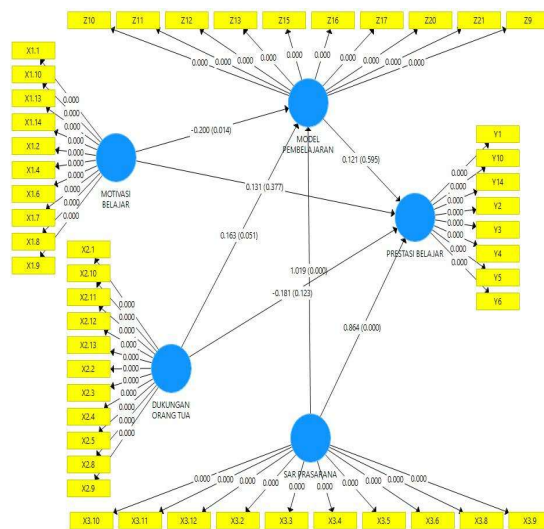 Z10 Z11 Z12 Z13 Z15 Z16 Z17 Z20 Z21 Z9
0.000 0.000 0.000 0.000 0.000 0.000 0.000 0.000 0.000 0.000
X1.1
X1.10
X1.13
X1.14
X1.2
X1.4
X1.6
X1.7
X1.8
X1.9
0.000
0.000
0.000
0.000
0.000
0.000
0.000
0.000
0.000
0.000
MOTIVASI
BELAJAR
MODEL
PEMBELAJARAN
-0.200 (0.014)
0.121 (0.595)
0.131 (0.377)
0.163 (0.051)
1.019 (0.000)
-0.181 (0.123)
0.864 (0.000)
Y1
Y10
Y14
Y2
Y3
Y4
Y5
Y6
0.000
0.000
0.000
0.000
0.000
0.000
0.000
0.000
PRESTASI BELAJAR
X2.1
X2.10
X2.11
X2.12
X2.13
X2.2
X2.3
X2.4
X2.5
X2.8
X2.9
0.000
0.000
0.000
0.000
0.000
0.000
0.000
0.000
0.000
0.000
0.000
DUKUNGAN
ORANG TUA
SAR PRASARANA
0.000 0.000 0.000 0.000 0.000 0.000 0.000 0.000 0.000
X3.10 X3.11 X3.12 X3.2 X3.3 X3.4 X3.5 X3.6 X3.8 X3.9